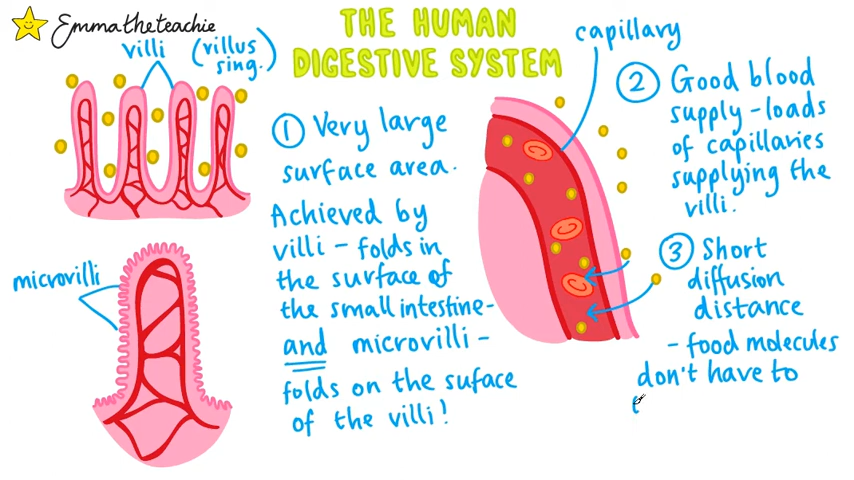 Emmatheteachie
THE HUMAN
DIGESTIVE SYSTEM
villi (villus
sing.)
microvilli
① Very large
surface area.
Achieved by
villi - folds in
the surface of
the small intestine-
and microvilli -
folds on the suface
of the villi!
capillary
② Good blood
supply - loads
of capillaries
supplying the
villi.
③ Short
diffusion
distance
- food molecules
don't have to
t